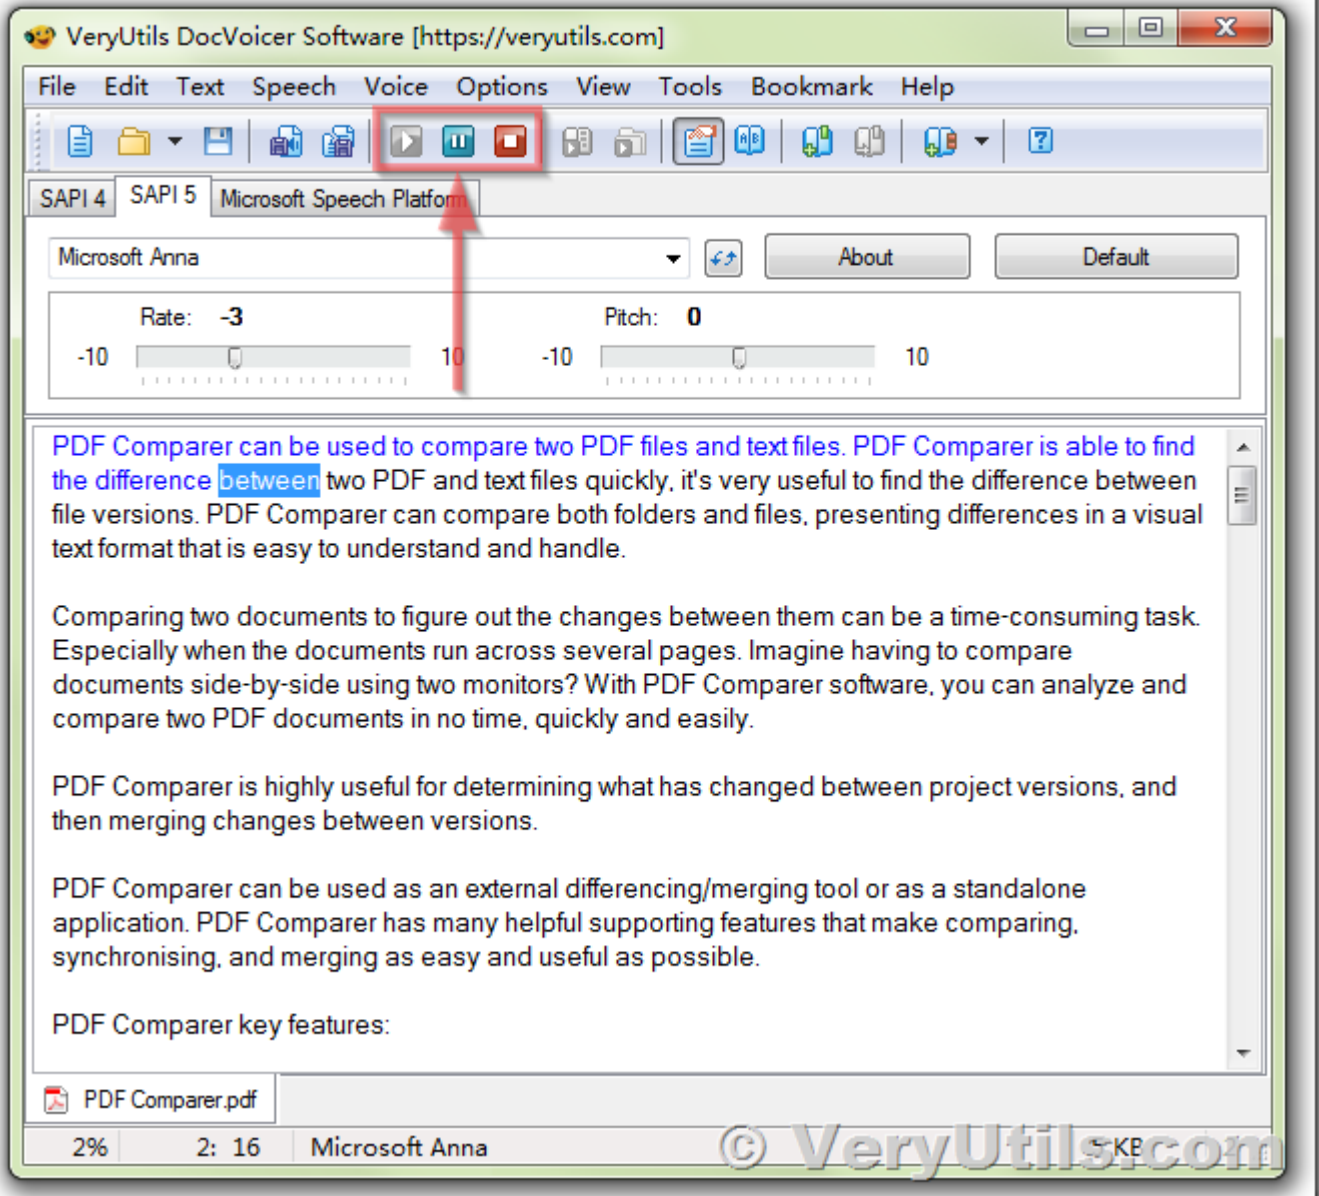 VeryUtils DocVoicer Software [https://veryutils.com]
File Edit Text Speech Voice Options View Tools Bookmark Help
SAPI 4 SAPI 5 Microsoft Speech Platform
Microsoft Anna About Default
Rate: -3 Pitch: 0
-10 10 -10 10
PDF Comparer can be used to compare two PDF files and text files. PDF Comparer is able to find
the difference between two PDF and text files quickly, it's very useful to find the difference between
file versions. PDF Comparer can compare both folders and files, presenting differences in a visual
text format that is easy to understand and handle.
Comparing two documents to figure out the changes between them can be a time-consuming task.
Especially when the documents run across several pages. Imagine having to compare
documents side-by-side using two monitors? With PDF Comparer software, you can analyze and
compare two PDF documents in no time, quickly and easily.
PDF Comparer is highly useful for determining what has changed between project versions, and
then merging changes between versions.
PDF Comparer can be used as an external differencing/merging tool or as a standalone
application. PDF Comparer has many helpful supporting features that make comparing,
synchronising, and merging as easy and useful as possible.
PDF Comparer key features:
PDF Comparer.pdf
2% 2: 16 Microsoft Anna KB
© VeryUtils.com